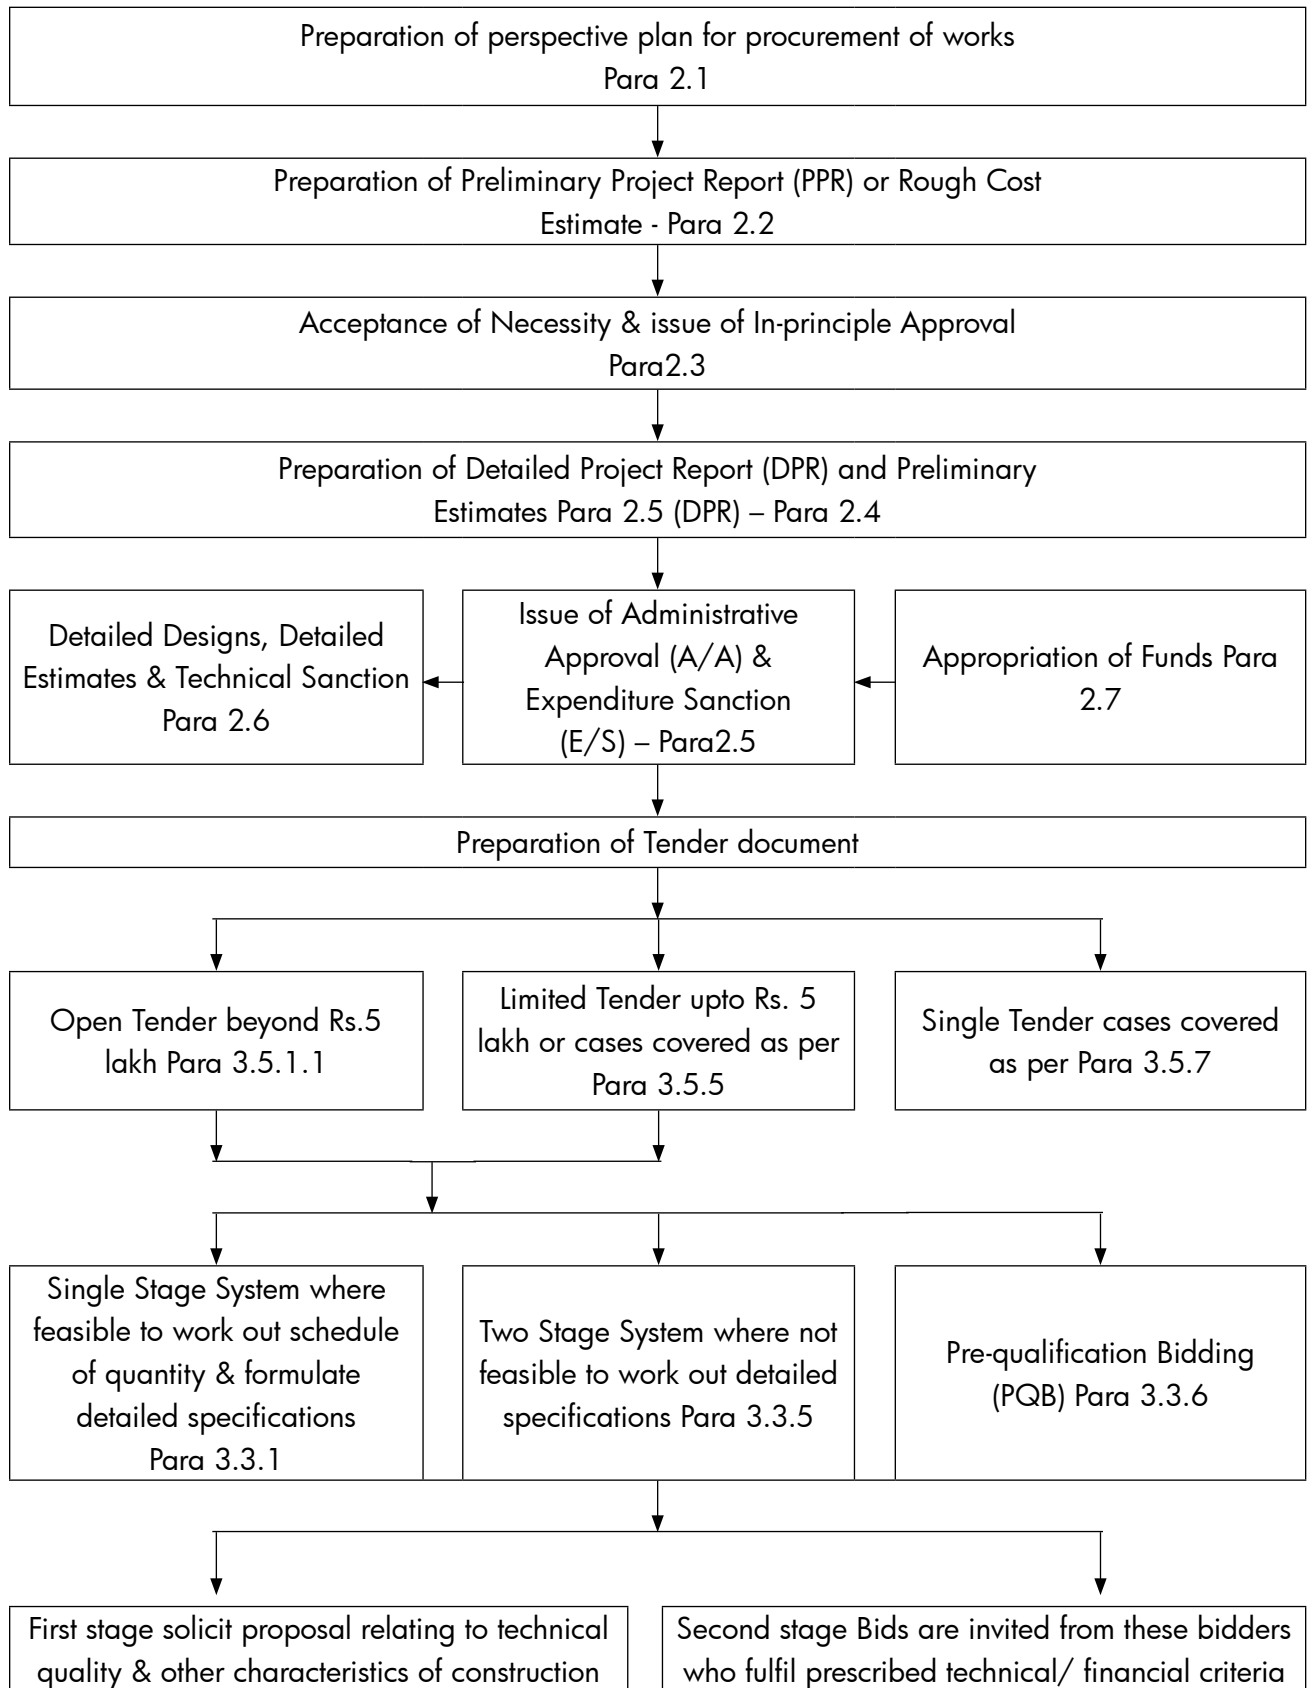 Preparation of perspective plan for procurement of works
Para 2.1
Preparation of Preliminary Project Report (PPR) or Rough Cost
Estimate - Para 2.2
Acceptance of Necessity & issue of In-principle Approval
Para2.3
Preparation of Detailed Project Report (DPR) and Preliminary
Estimates Para 2.5 (DPR) – Para 2.4
Detailed Designs, Detailed
Estimates & Technical Sanction
Para 2.6
Issue of Administrative
Approval (A/A) &
Expenditure Sanction
(E/S) – Para2.5
Appropriation of Funds Para
2.7
Preparation of Tender document
Open Tender beyond Rs.5
lakh Para 3.5.1.1
Limited Tender upto Rs. 5
lakh or cases covered as per
Para 3.5.5
Single Tender cases covered
as per Para 3.5.7
Single Stage System where
feasible to work out schedule
of quantity & formulate
detailed specifications
Para 3.3.1
Two Stage System where not
feasible to work out detailed
specifications Para 3.3.5
Pre-qualification Bidding
(PQB) Para 3.3.6
First stage solicit proposal relating to technical
quality & other characteristics of construction
Second stage Bids are invited from these bidders
who fulfil prescribed technical/ financial criteria